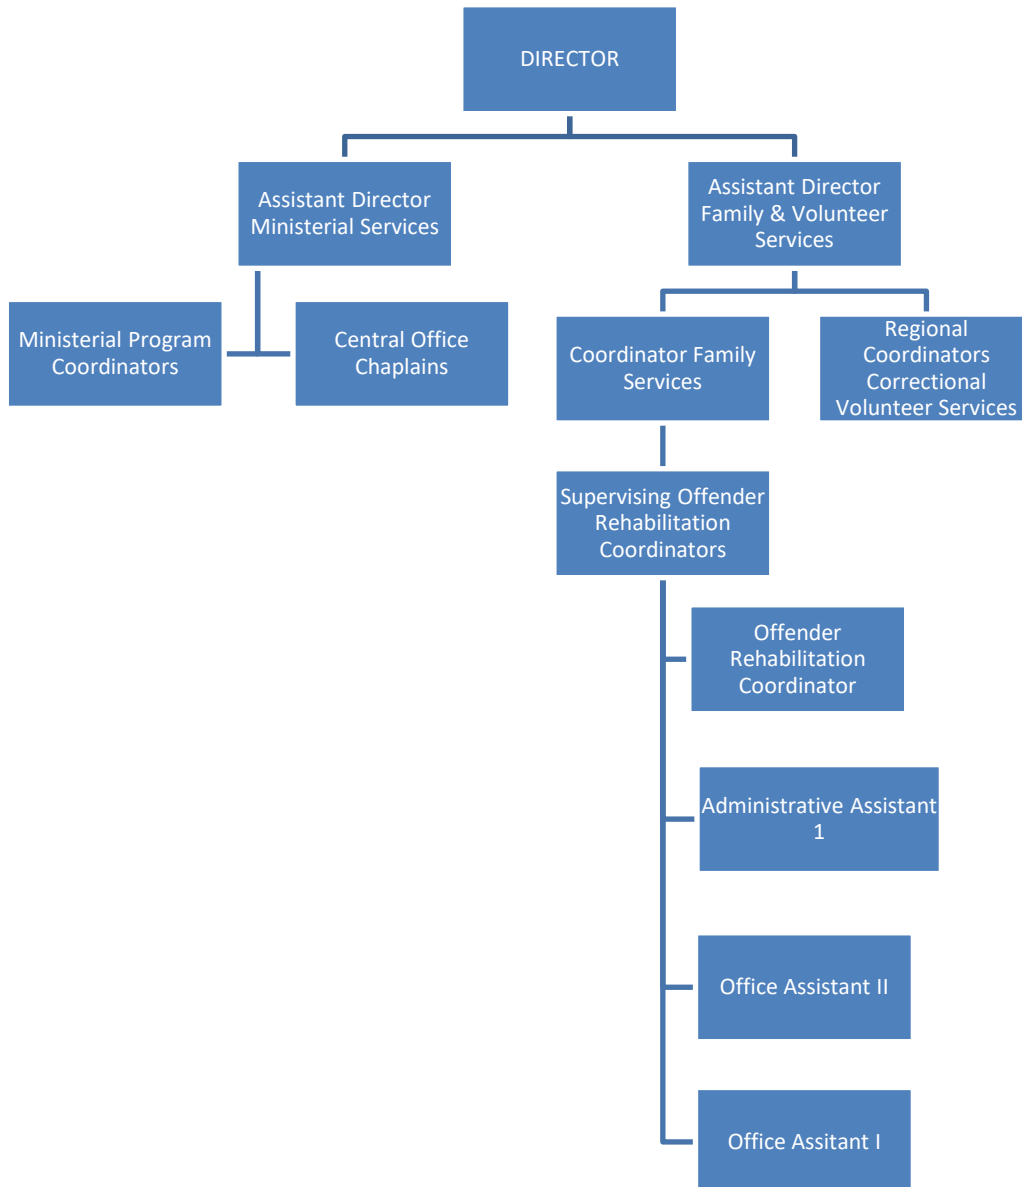 DIRECTOR
Assistant Director
Ministerial Services
Assistant Director
Family & Volunteer
Services
Ministerial Program
Coordinators
Central Office
Chaplains
Coordinator Family
Services
Regional
Coordinators
Correctional
Volunteer Services
Supervising Offender
Rehabilitation
Coordinators
Offender
Rehabilitation
Coordinator
Administrative Assistant
1
Office Assistant II
Office Assitant I